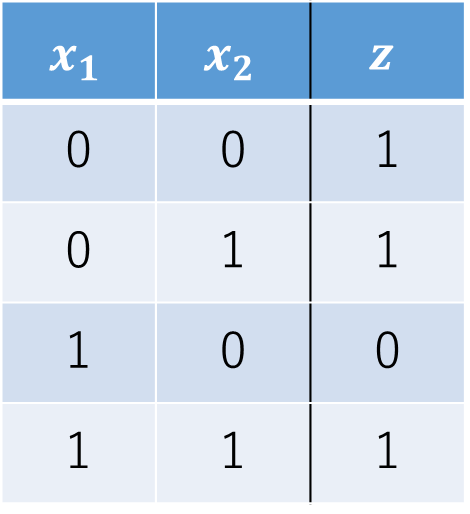 x₁ x₂ z
0 0 1
0 1 1
1 0 0
1 1 1